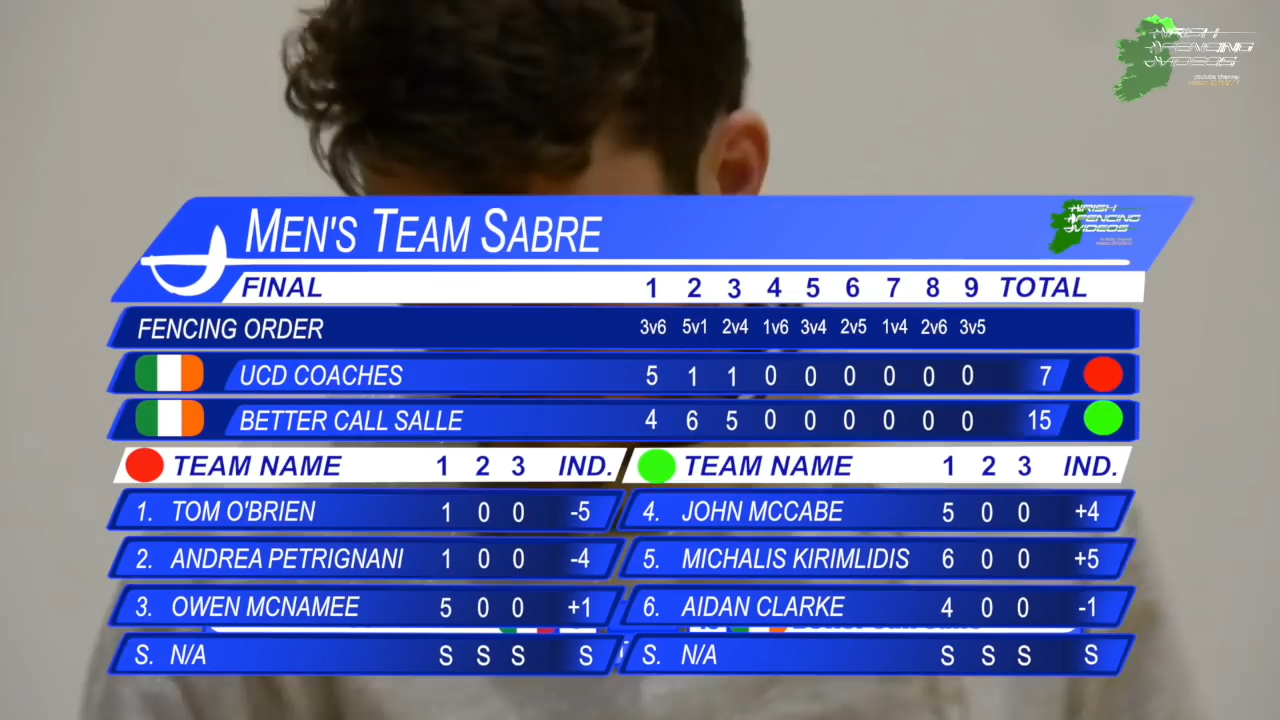 IRISH
FENCING
VIDEOS
youtube channel
MEN'S TEAM SABRE
IRISH
FENCING
VIDEOS
FINAL 1 2 3 4 5 6 7 8 9 TOTAL
FENCING ORDER 3v6 5v1 2v4 1v6 3v4 2v5 1v4 2v6 3v5
UCD COACHES 5 1 1 0 0 0 0 0 0 7
BETTER CALL SALLE 4 6 5 0 0 0 0 0 0 15
TEAM NAME 1 2 3 IND. TEAM NAME 1 2 3 IND.
1. TOM O'BRIEN 1 0 0 -5 4. JOHN MCCABE 5 0 0 +4
2. ANDREA PETRIGNANI 1 0 0 -4 5. MICHALIS KIRIMLIDIS 6 0 0 +5
3. OWEN MCNAMEE 5 0 0 +1 6. AIDAN CLARKE 4 0 0 -1
S. N/A S S S S S. N/A S S S S